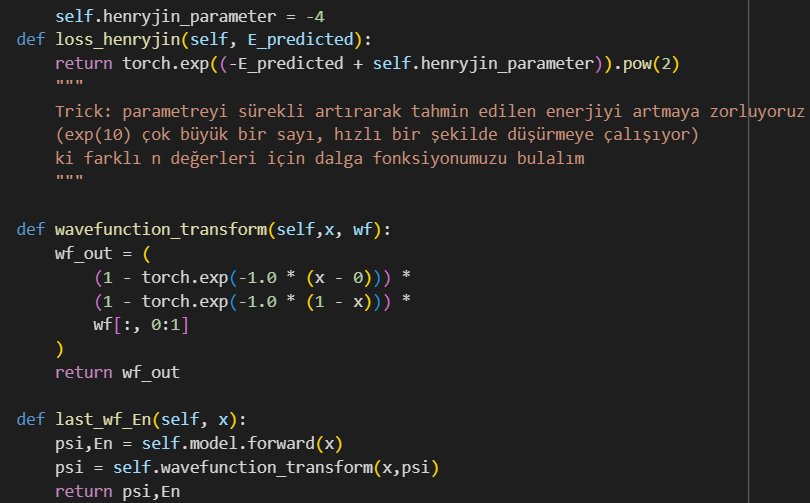 self.henryjin_parameter = -4
def loss_henryjin(self, E_predicted):
return torch.exp((-E_predicted + self.henryjin_parameter)).pow(2)
"""
Trick: parametreyi sürekli artırarak tahmin edilen enerjiyi artmaya zorluyoruz
(exp(10) çok büyük bir sayı, hızlı bir şekilde düşürmeye çalışıyor)
ki farklı n değerleri için dalga fonksiyonumuzu bulalım
"""
def wavefunction_transform(self,x, wf):
wf_out = (
(1 - torch.exp(-1.0 * (x - 0))) *
(1 - torch.exp(-1.0 * (1 - x))) *
wf[:, 0:1]
)
return wf_out
def last_wf_En(self, x):
psi,En = self.model.forward(x)
psi = self.wavefunction_transform(x,psi)
return psi,En